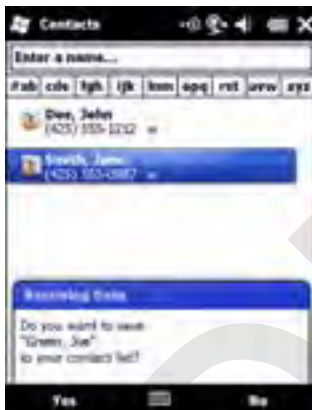 Contacts
Enter a name...
#ab cde fgh ijk lmn opq rst uvw xyz
Doe, John
(425) 555-1212 w
Smith, Jane
(425) w
Receiving Data
Do you want to save
"Green, Joe"
to your contact list?
Yes No